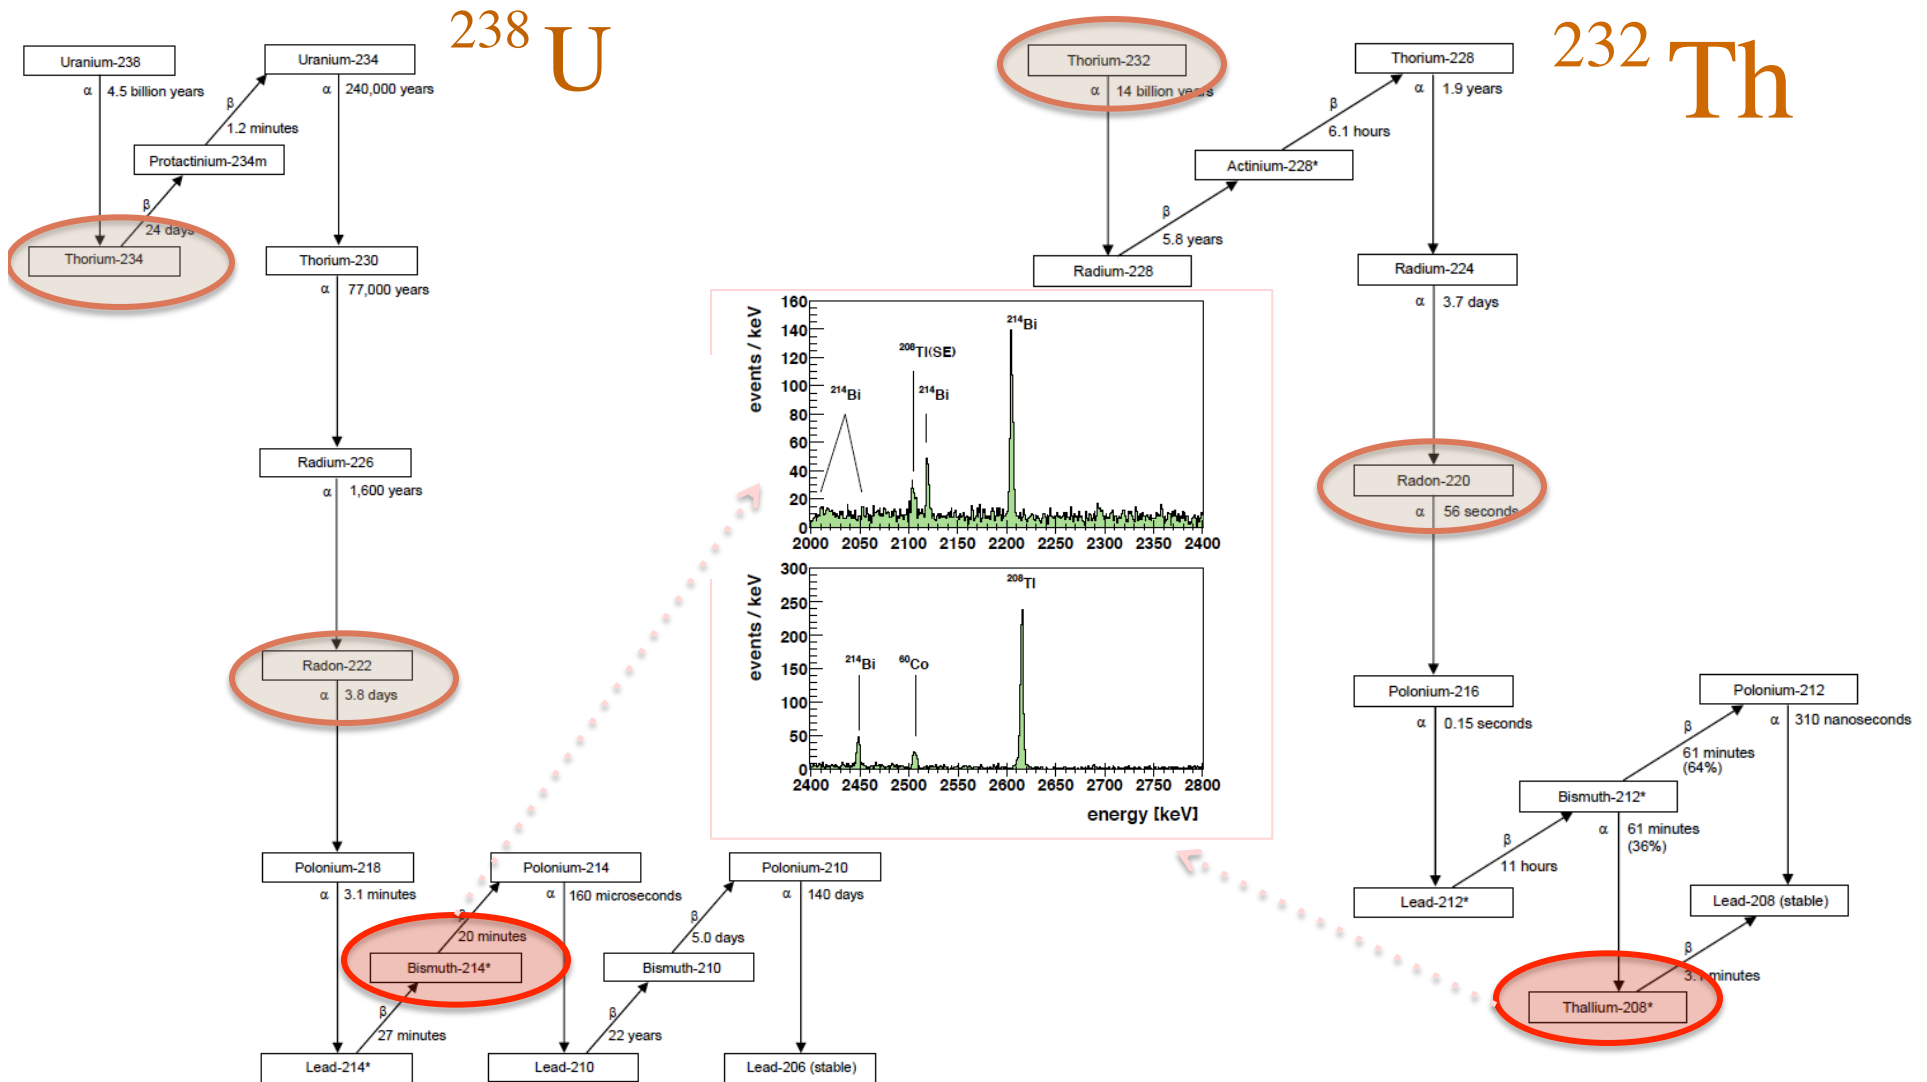 238 U
Uranium-238
α 4.5 billion years
Uranium-234
α 240,000 years
β
1.2 minutes
Protactinium-234m
β
24 days
Thorium-234
Thorium-230
α 77,000 years
Radium-226
α 1,600 years
Radon-222
α 3.8 days
Polonium-218
α 3.1 minutes
Polonium-214
α 160 microseconds
Polonium-210
α 140 days
20 minutes
Bismuth-214*
β
5.0 days
Bismuth-210
β
27 minutes
β
22 years
Lead-214*
Lead-210
Lead-206 (stable)
160
140
120
100
80
60
40
20
0
events / keV
214Bi
208Tl(SE)
214Bi
214Bi
2000 2050 2100 2150 2200 2250 2300 2350 2400
300
250
200
150
100
50
0
events / keV
208Tl
214Bi
60Co
2400 2450 2500 2550 2600 2650 2700 2750 2800
energy [keV]
232 Th
Thorium-232
α 14 billion years
Thorium-228
α 1.9 years
β
6.1 hours
Actinium-228*
β
5.8 years
Radium-228
Radium-224
α 3.7 days
Radon-220
α 56 seconds
Polonium-216
α 0.15 seconds
Polonium-212
α 310 nanoseconds
β
61 minutes
(64%)
Bismuth-212*
α 61 minutes
(36%)
β
11 hours
Lead-212*
Lead-208 (stable)
β
3.1 minutes
Thallium-208*